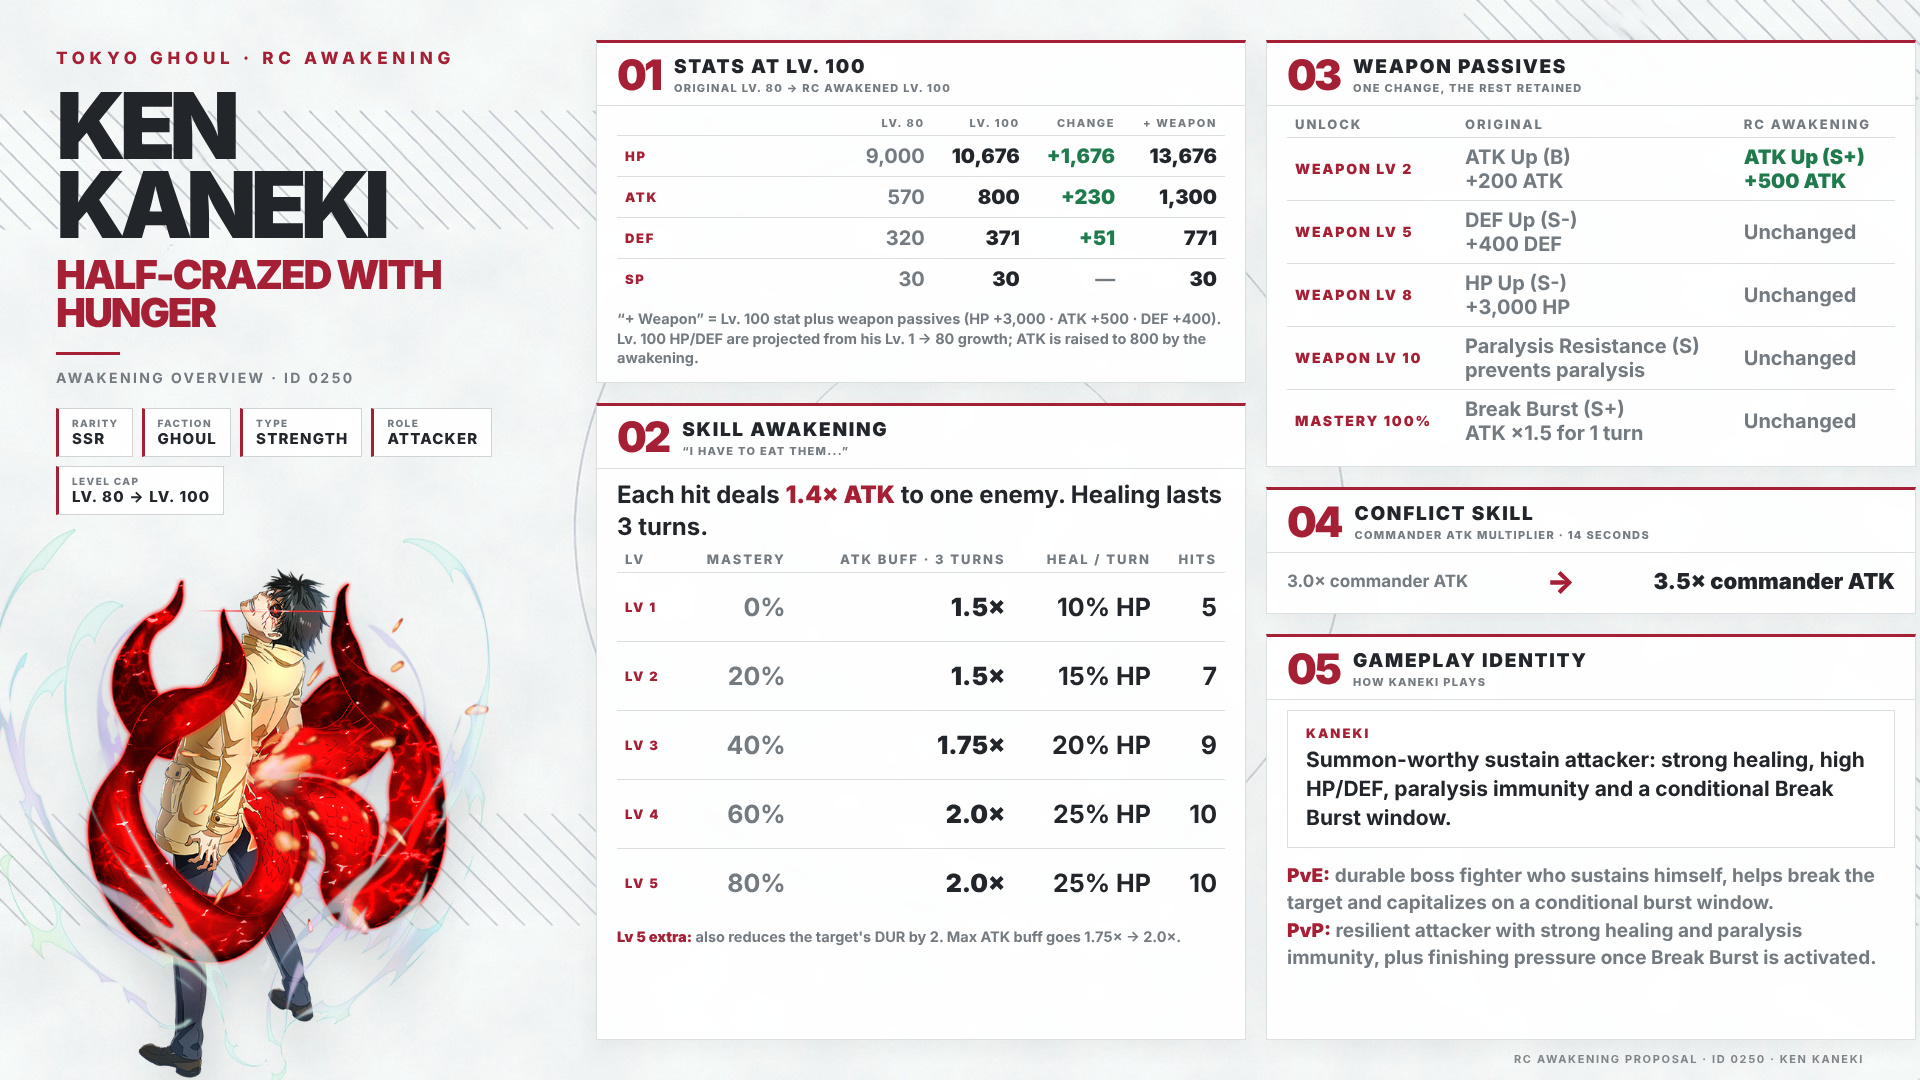 TOKYO GHOUL · RC AWAKENING
KEN
KANEKI
HALF-CRAZED WITH
HUNGER
AWAKENING OVERVIEW · ID 0250
RARITY
SSR
FACTION
GHOUL
TYPE
STRENGTH
ROLE
ATTACKER
LEVEL CAP
LV. 80 → LV. 100
01 STATS AT LV. 100
ORIGINAL LV. 80 → RC AWAKENED LV. 100
LV. 80 LV. 100 CHANGE + WEAPON
HP 9,000 10,676 +1,676 13,676
ATK 570 800 +230 1,300
DEF 320 371 +51 771
SP 30 30 — 30
“+ Weapon” = Lv. 100 stat plus weapon passives (HP +3,000 · ATK +500 · DEF +400).
Lv. 100 HP/DEF are projected from his Lv. 1 → 80 growth; ATK is raised to 800 by the
awakening.
02 SKILL AWAKENING
“I HAVE TO EAT THEM...”
Each hit deals 1.4× ATK to one enemy. Healing lasts
3 turns.
LV MASTERY ATK BUFF · 3 TURNS HEAL / TURN HITS
LV 1 0% 1.5× 10% HP 5
LV 2 20% 1.5× 15% HP 7
LV 3 40% 1.75× 20% HP 9
LV 4 60% 2.0× 25% HP 10
LV 5 80% 2.0× 25% HP 10
Lv 5 extra: also reduces the target's DUR by 2. Max ATK buff goes 1.75× → 2.0×.
03 WEAPON PASSIVES
ONE CHANGE, THE REST RETAINED
UNLOCK ORIGINAL RC AWAKENING
WEAPON LV 2 ATK Up (B) ATK Up (S+)
+200 ATK +500 ATK
WEAPON LV 5 DEF Up (S-) Unchanged
+400 DEF
WEAPON LV 8 HP Up (S-) Unchanged
+3,000 HP
WEAPON LV 10 Paralysis Resistance (S) Unchanged
prevents paralysis
MASTERY 100% Break Burst (S+) Unchanged
ATK ×1.5 for 1 turn
04 CONFLICT SKILL
COMMANDER ATK MULTIPLIER · 14 SECONDS
3.0× commander ATK → 3.5× commander ATK
05 GAMEPLAY IDENTITY
HOW KANEKI PLAYS
KANEKI
Summon-worthy sustain attacker: strong healing, high
HP/DEF, paralysis immunity and a conditional Break
Burst window.
PvE: durable boss fighter who sustains himself, helps break the
target and capitalizes on a conditional burst window.
PvP: resilient attacker with strong healing and paralysis
immunity, plus finishing pressure once Break Burst is activated.
RC AWAKENING PROPOSAL · ID 0250 · KEN KANEKI